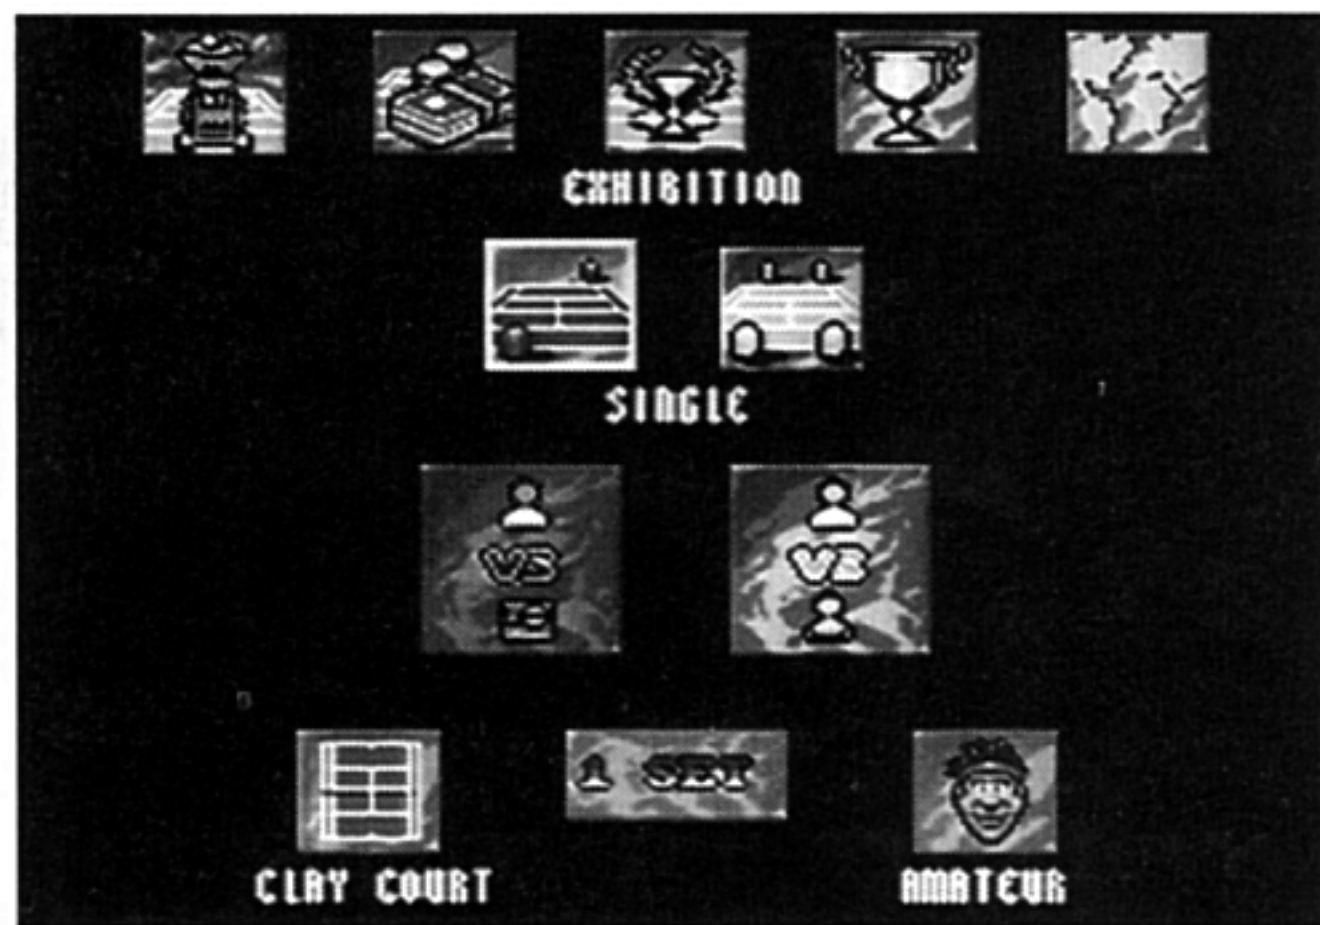 EXHIBITION
SINGLE
VS
VS
1 SET
CLAY COURT
AMATEUR